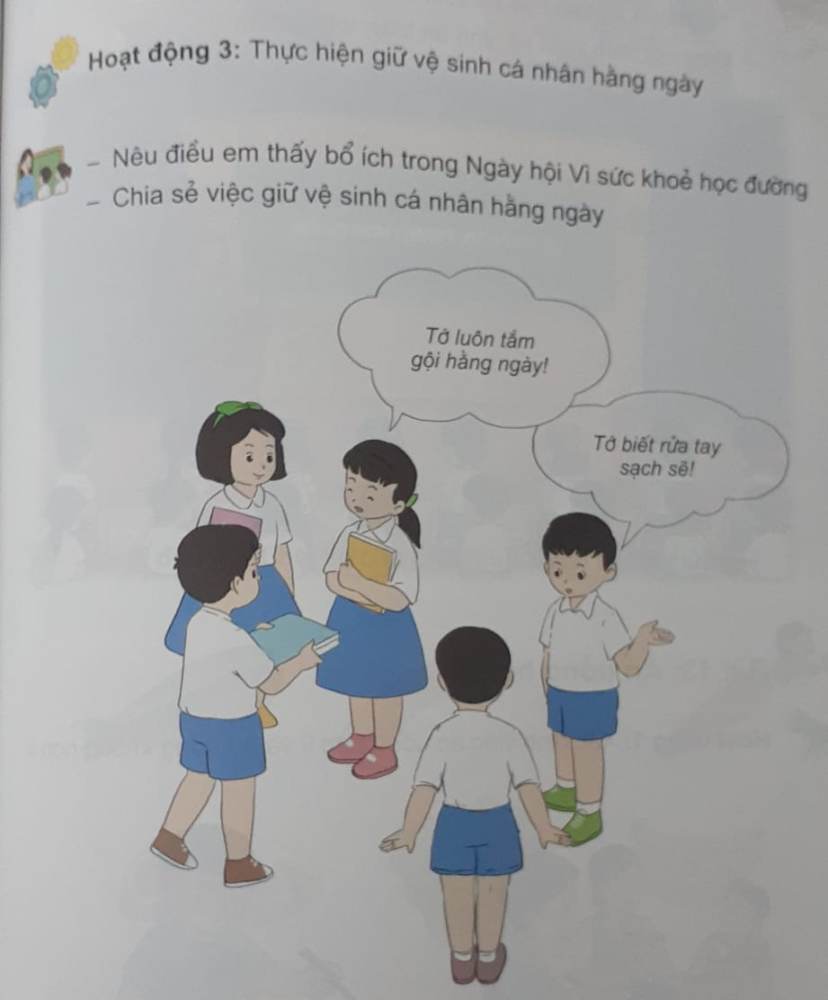 Hoạt động 3: Thực hiện giữ vệ sinh cá nhân hằng ngày
– Nêu điều em thấy bổ ích trong Ngày hội Vì sức khoẻ học đường
– Chia sẻ việc giữ vệ sinh cá nhân hằng ngày
Tớ luôn tắm
gội hằng ngày!
Tớ biết rửa tay
sạch sẽ!